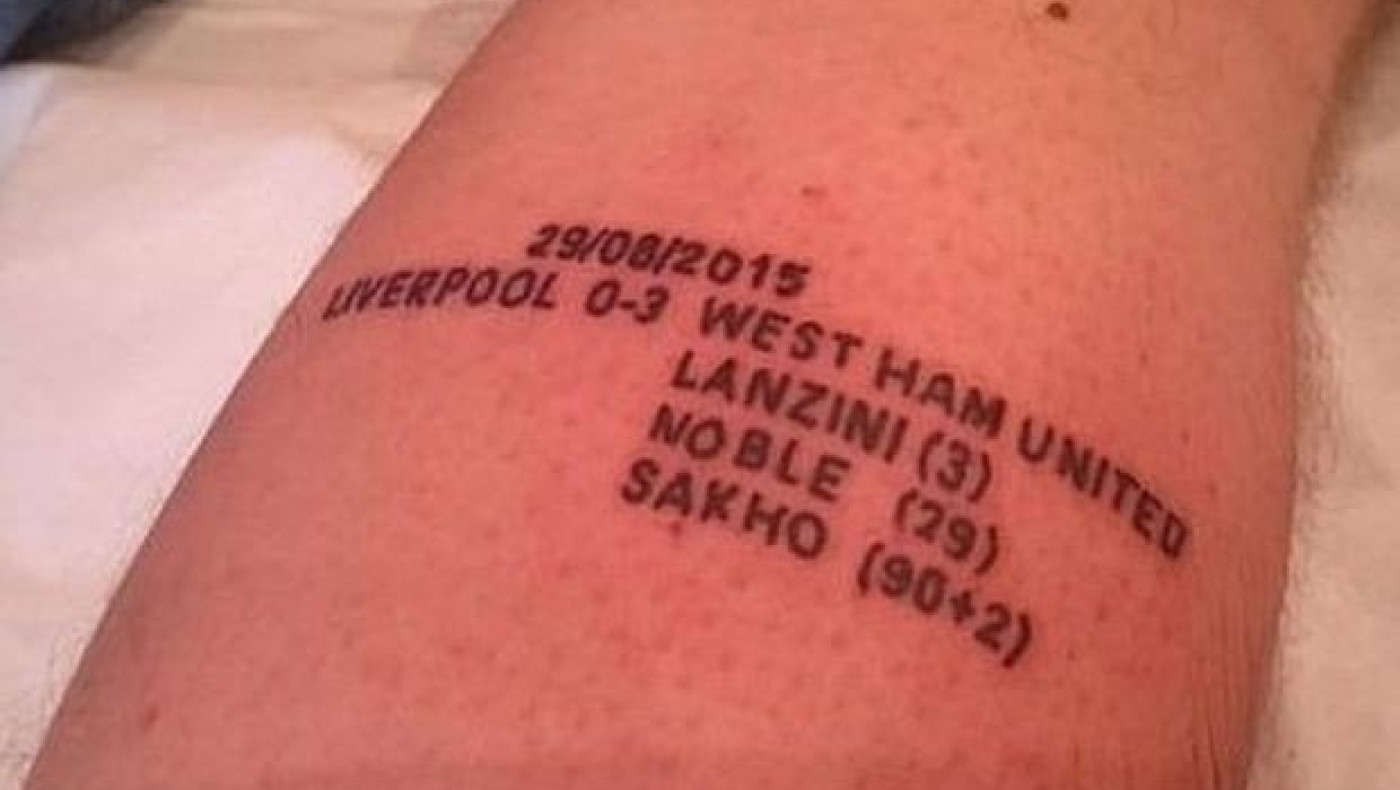 29/08/2015
LIVERPOOL 0-3 WEST HAM UNITED
LANZINI (3)
NOBLE (29)
SAKHO (90+2)